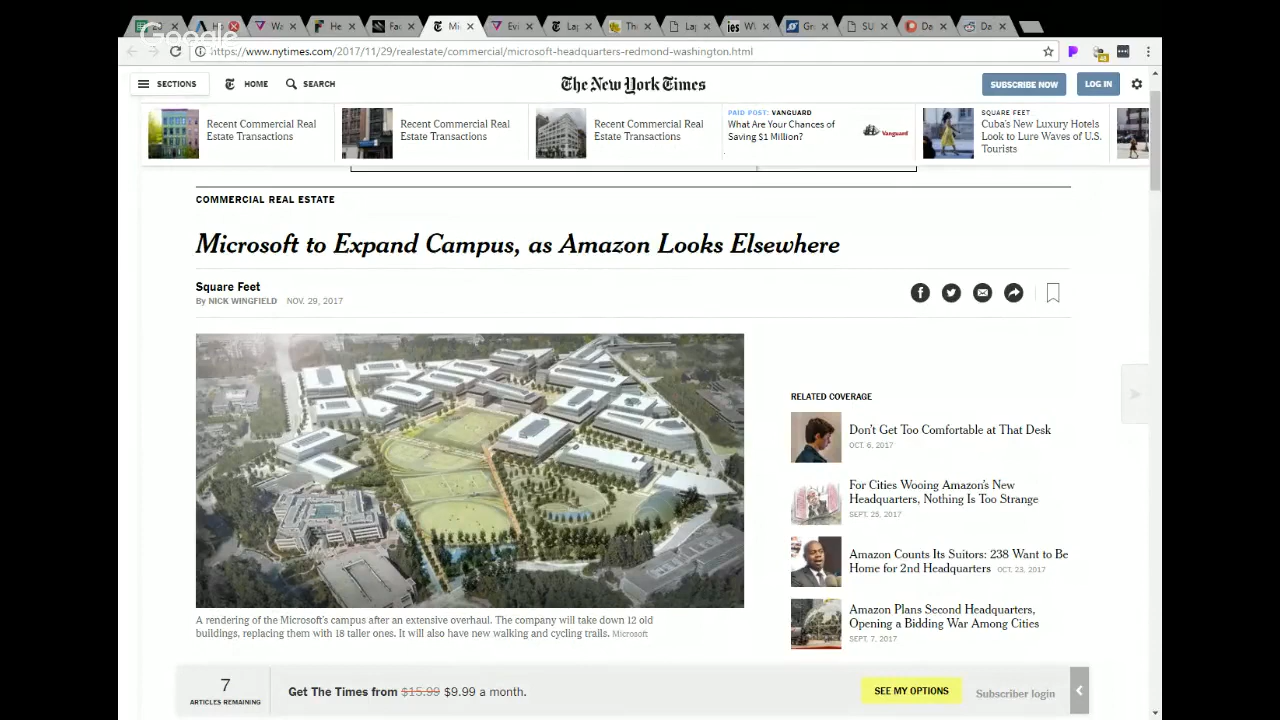 Mi
Evi
Google
https://www.nytimes.com/2017/11/29/realestate/commercial/microsoft-headquarters-redmond-washington.html
SECTIONS
HOME
SEARCH
The New York Times
SUBSCRIBE NOW
LOG IN
Recent Commercial Real
Estate Transactions
Recent Commercial Real
Estate Transactions
Recent Commercial Real
Estate Transactions
PAID POST: VANGUARD
What Are Your Chances of
Saving $1 Million?
Vanguard
SQUARE FEET
Cuba's New Luxury Hotels
Look to Lure Waves of U.S.
Tourists
COMMERCIAL REAL ESTATE
Microsoft to Expand Campus, as Amazon Looks Elsewhere
Square Feet
By NICK WINGFIELD NOV. 29, 2017
A rendering of the Microsoft's campus after an extensive overhaul. The company will take down 12 old
buildings, replacing them with 18 taller ones. It will also have new walking and cycling trails. Microsoft
RELATED COVERAGE
Don't Get Too Comfortable at That Desk
OCT. 6, 2017
For Cities Wooing Amazon's New
Headquarters, Nothing Is Too Strange
SEPT. 25, 2017
Amazon Counts Its Suitors: 238 Want to Be
Home for 2nd Headquarters OCT. 23, 2017
Amazon Plans Second Headquarters,
Opening a Bidding War Among Cities
SEPT. 7, 2017
7
ARTICLES REMAINING
Get The Times from $15.99 $9.99 a month.
SEE MY OPTIONS
Subscriber login